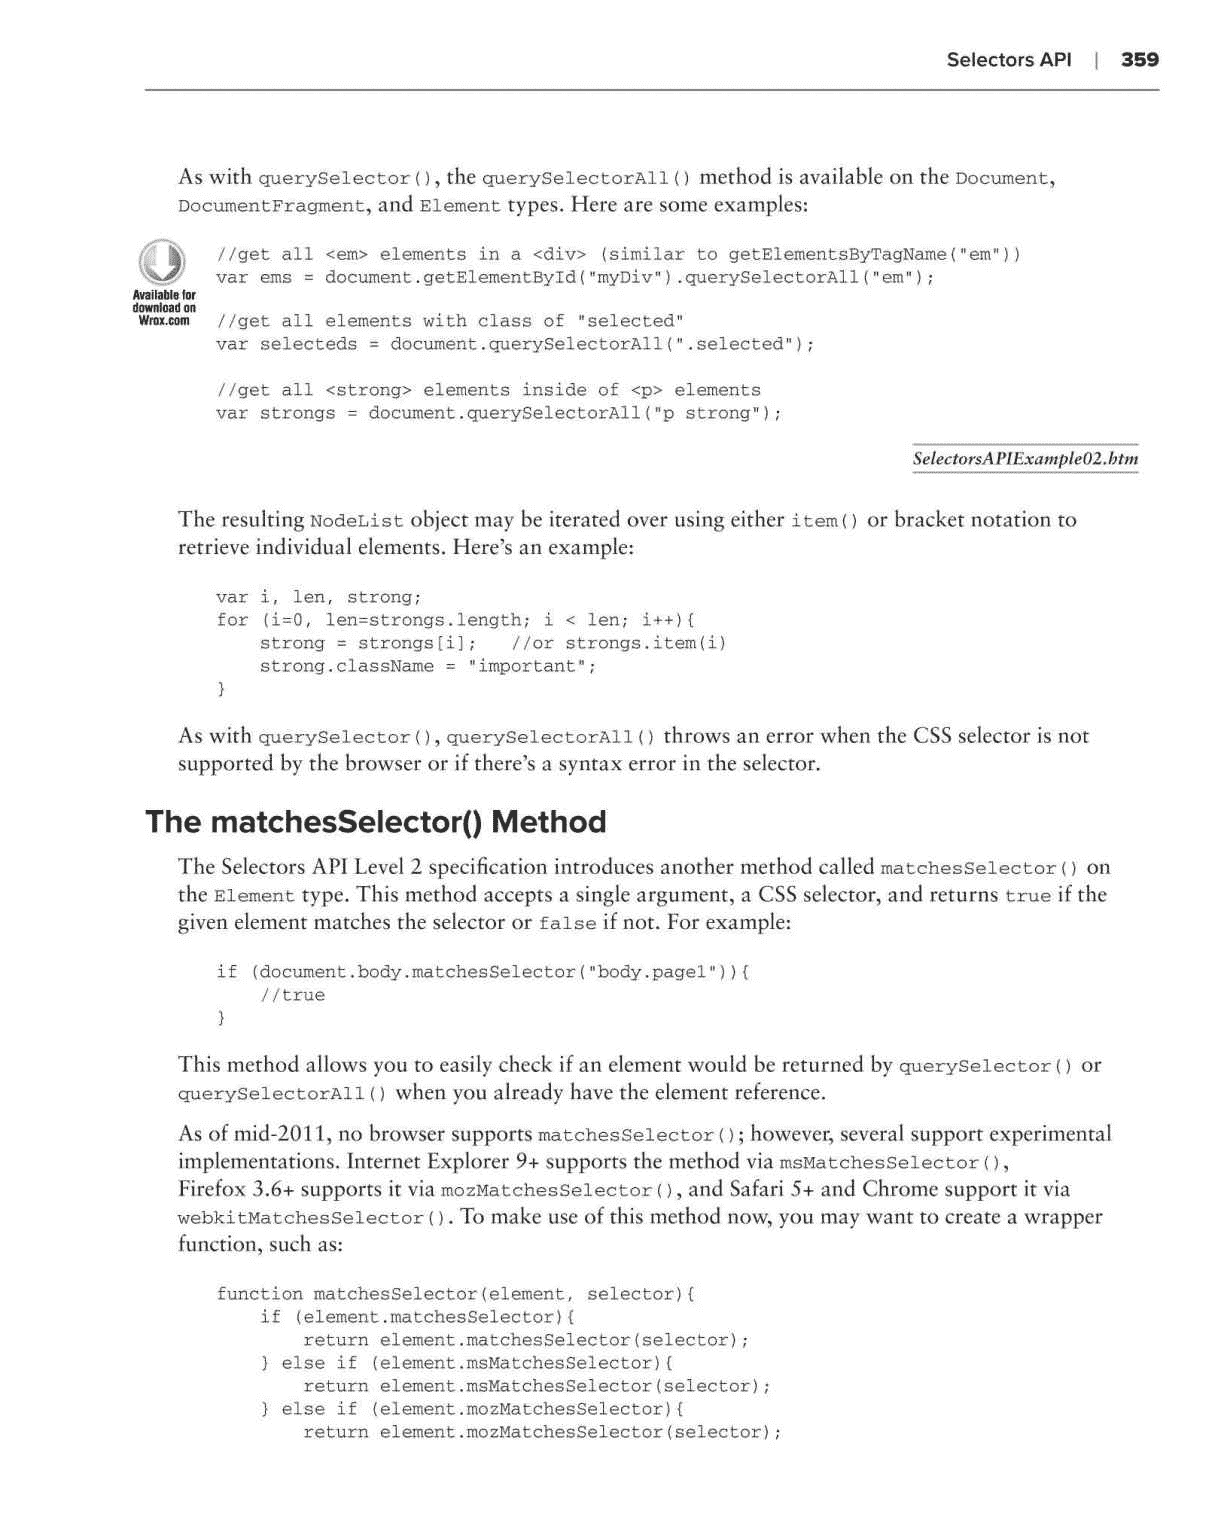 Selectors API | 359
As with querySelector(), the querySelectorAll() method is available on the Document,
DocumentFragment, and Element types. Here are some examples:
//get all <em> elements in a <div> (similar to getElementsByTagName("em"))
var ems = document.getElementById("myDiv").querySelectorAll("em");
Available for
download on
Wrox.com
//get all elements with class of "selected"
var selecteds = document.querySelectorAll(".selected");
//get all <strong> elements inside of <p> elements
var strongs = document.querySelectorAll("p strong");
SelectorsAPIExample02.htm
The resulting NodeList object may be iterated over using either item() or bracket notation to
retrieve individual elements. Here's an example:
var i, len, strong;
for (i=0, len=strongs.length; i < len; i++){
    strong = strongs[i];   //or strongs.item(i)
    strong.className = "important";
}
As with querySelector(), querySelectorAll() throws an error when the CSS selector is not
supported by the browser or if there's a syntax error in the selector.
The matchesSelector() Method
The Selectors API Level 2 specification introduces another method called matchesSelector() on
the Element type. This method accepts a single argument, a CSS selector, and returns true if the
given element matches the selector or false if not. For example:
if (document.body.matchesSelector("body.page1")){
    //true
}
This method allows you to easily check if an element would be returned by querySelector() or
querySelectorAll() when you already have the element reference.
As of mid-2011, no browser supports matchesSelector(); however, several support experimental
implementations. Internet Explorer 9+ supports the method via msMatchesSelector(),
Firefox 3.6+ supports it via mozMatchesSelector(), and Safari 5+ and Chrome support it via
webkitMatchesSelector(). To make use of this method now, you may want to create a wrapper
function, such as:
function matchesSelector(element, selector){
    if (element.matchesSelector){
        return element.matchesSelector(selector);
    } else if (element.msMatchesSelector){
        return element.msMatchesSelector(selector);
    } else if (element.mozMatchesSelector){
        return element.mozMatchesSelector(selector);